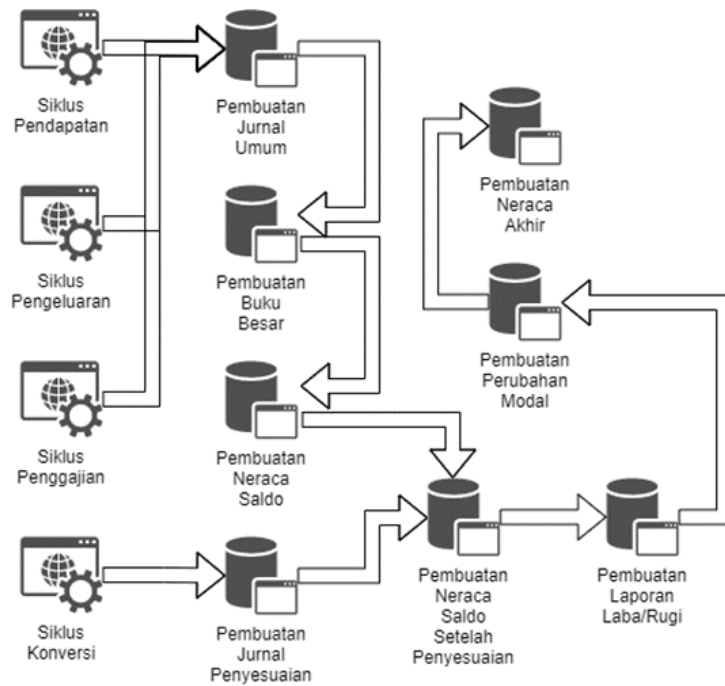 Siklus
Pendapatan
Pembuatan
Jurnal
Umum
Pembuatan
Neraca
Akhir
Siklus
Pengeluaran
Pembuatan
Buku
Besar
Pembuatan
Perubahan
Modal
Siklus
Penggajian
Pembuatan
Neraca
Saldo
Siklus
Konversi
Pembuatan
Jurnal
Penyesuaian
Pembuatan
Neraca
Saldo
Setelah
Penyesuaian
Pembuatan
Laporan
Laba/Rugi